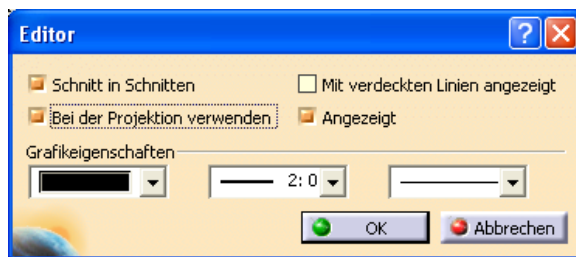 Editor
Schnitt in Schnitten
Mit verdeckten Linien angezeigt
Bei der Projektion verwenden
Angezeigt
Grafikeigenschaften
2: 0
OK
Abbrechen